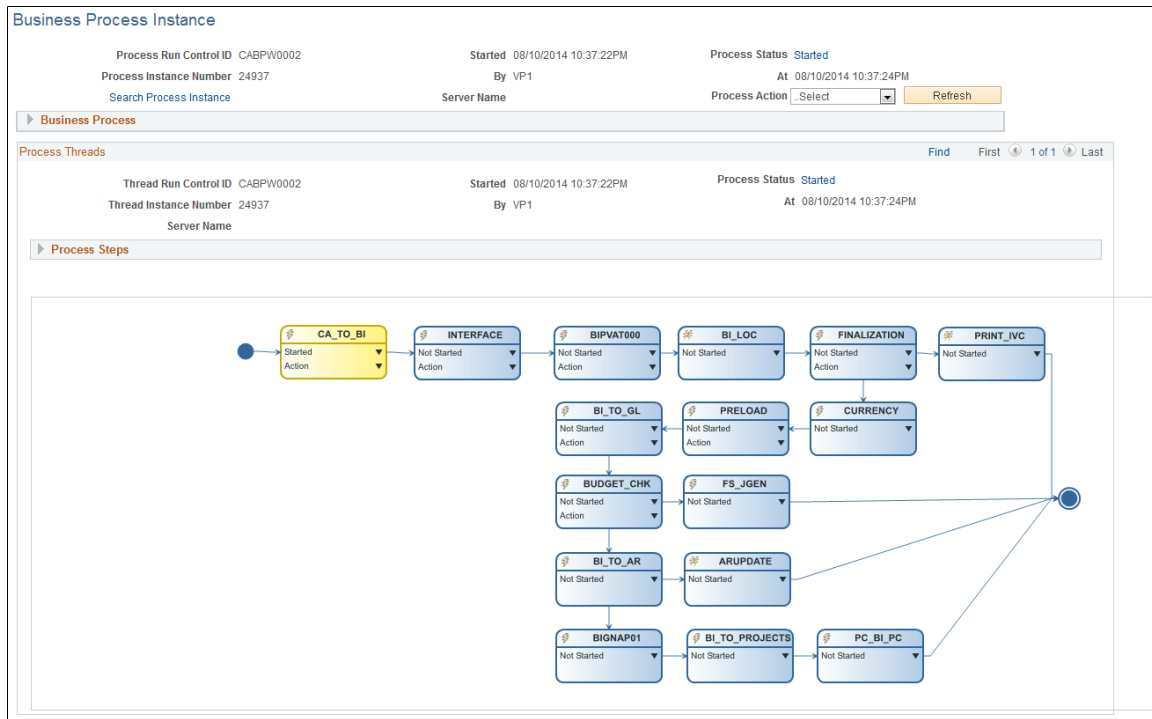 Business Process Instance
Process Run Control ID CABPW0002 Started 08/10/2014 10:37:22PM Process Status Started
Process Instance Number 24937 By VP1 At 08/10/2014 10:37:24PM
Search Process Instance Server Name Process Action ..Select Refresh
Business Process
Process Threads Find First 1 of 1 Last
Thread Run Control ID CABPW0002 Started 08/10/2014 10:37:22PM Process Status Started
Thread Instance Number 24937 By VP1 At 08/10/2014 10:37:24PM
Server Name
Process Steps
CA_TO_BI INTERFACE BIPVAT000 BI_LOC FINALIZATION PRINT_IVC
Started Not Started Not Started Not Started Not Started Not Started
Action Action Action Action
BI_TO_GL PRELOAD CURRENCY
Not Started Not Started Not Started
Action Action
BUDGET_CHK FS_JGEN
Not Started Not Started
Action
BI_TO_AR ARUPDATE
Not Started Not Started
BIGNAP01 BI_TO_PROJECTS PC_BI_PC
Not Started Not Started Not Started